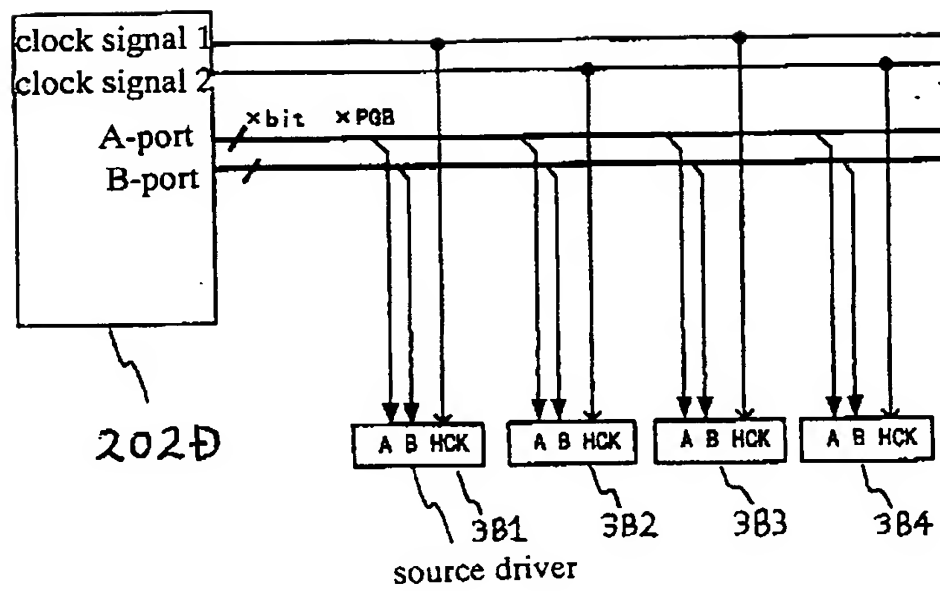 clock signal 1
clock signal 2
×bit ×PGB
A-port
B-port
202D
A B HCK
A B HCK
A B HCK
A B HCK
3B1
3B2
3B3
3B4
source driver